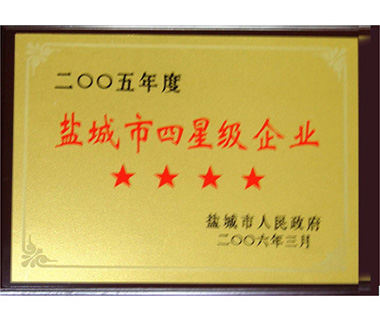 二〇〇五年度
盐城市四星级企业
★★★★
盐城市人民政府
二〇〇六年三月